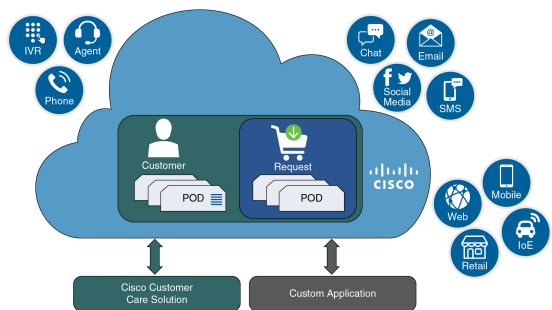 IVR
Agent
Phone
Chat
Email
Social
Media
SMS
Customer
Request
POD
POD
CISCO
Mobile
Web
IoE
Retail
Cisco Customer
Care Solution
Custom Application